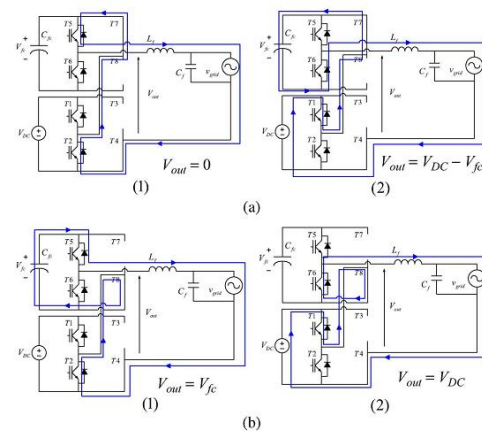 T5 T7
+ V_fc − C_fc T6 T8 L_f C_f v_grid
T1 T3 V_out
V_DC T2 T4
(1) V_out = 0
T5 T7
+ V_fc − C_fc T6 T8 L_f C_f v_grid
T1 T3 V_out
V_DC T2 T4
(2) V_out = V_DC − V_fc
(a)
T5 T7
+ V_fc − C_fc T6 T8 L_f C_f v_grid
T1 T3 V_out
V_DC T2 T4
(1) V_out = V_fc
T5 T7
+ V_fc − C_fc T6 T8 L_f C_f v_grid
T1 T3 V_out
V_DC T2 T4
(2) V_out = V_DC
(b)